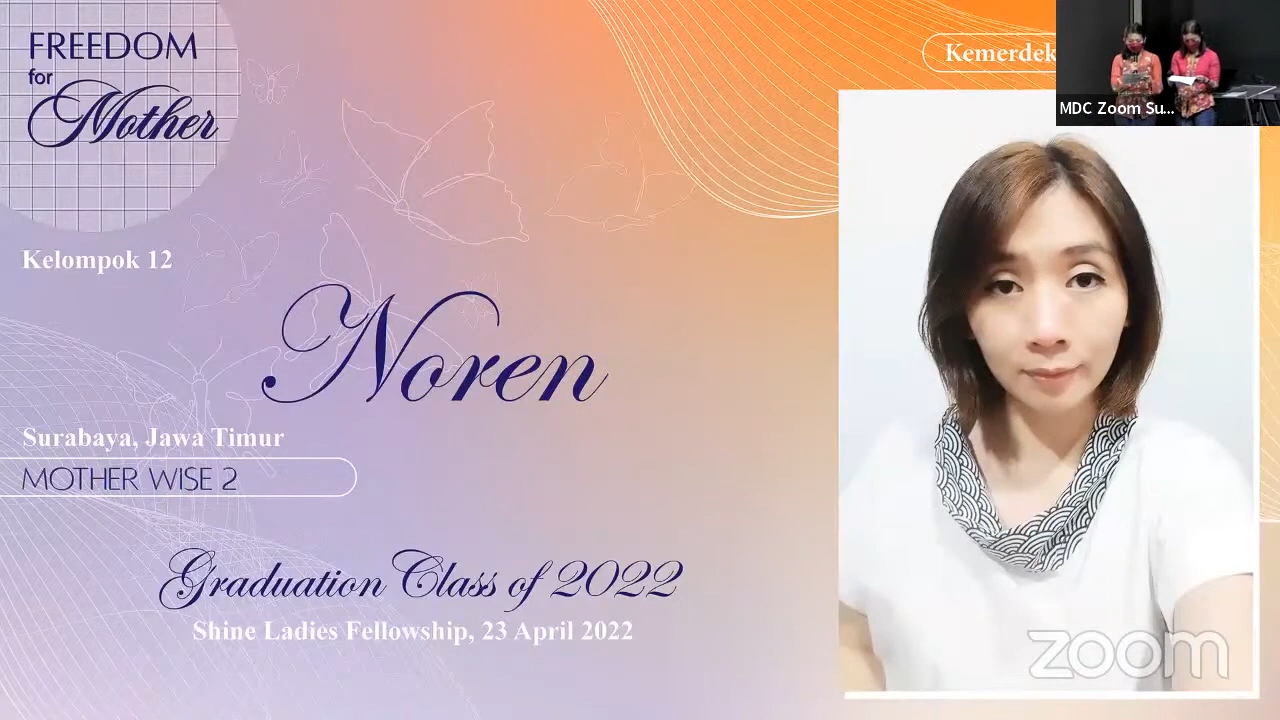 FREEDOM
for
Mother
Kemerdek
MDC Zoom Su...
Kelompok 12
Noren
Surabaya, Jawa Timur
MOTHER WISE 2
Graduation Class of 2022
Shine Ladies Fellowship, 23 April 2022
zoom